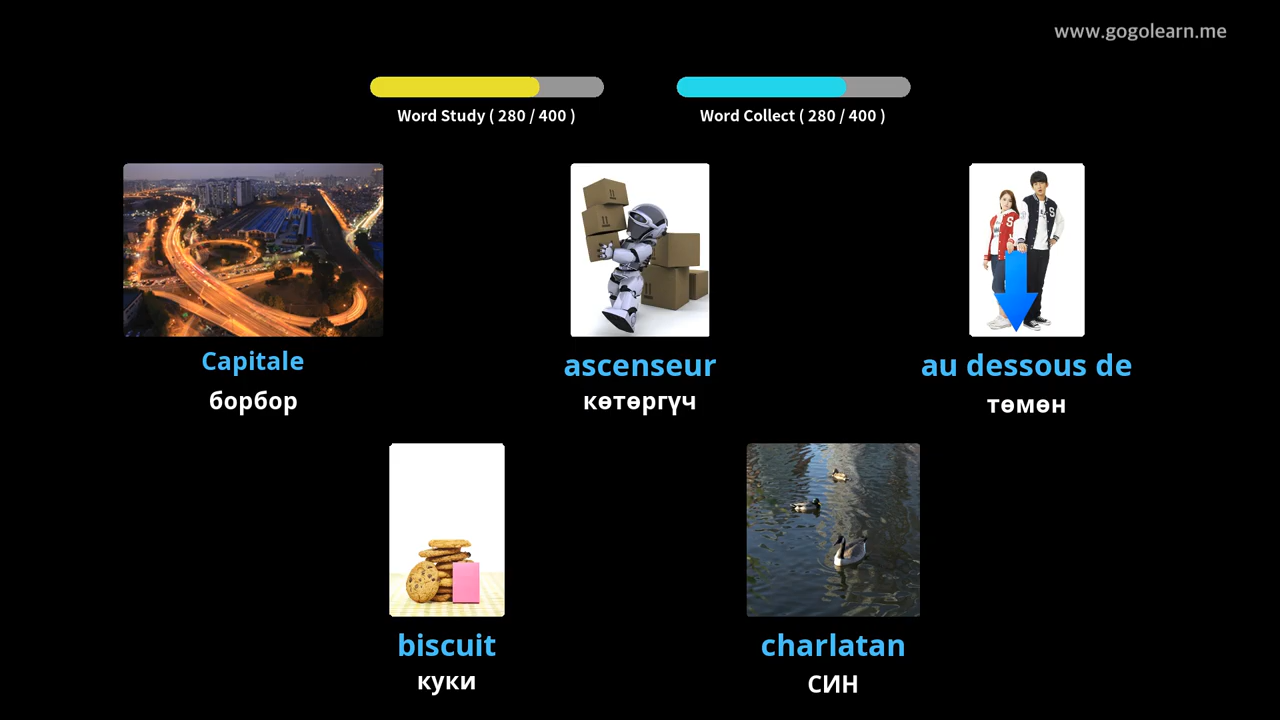 www.gogolearn.me
Word Study ( 280 / 400 )
Word Collect ( 280 / 400 )
Capitale
ascenseur
au dessous de
борбор
көтөргүч
төмөн
biscuit
charlatan
куки
СИН